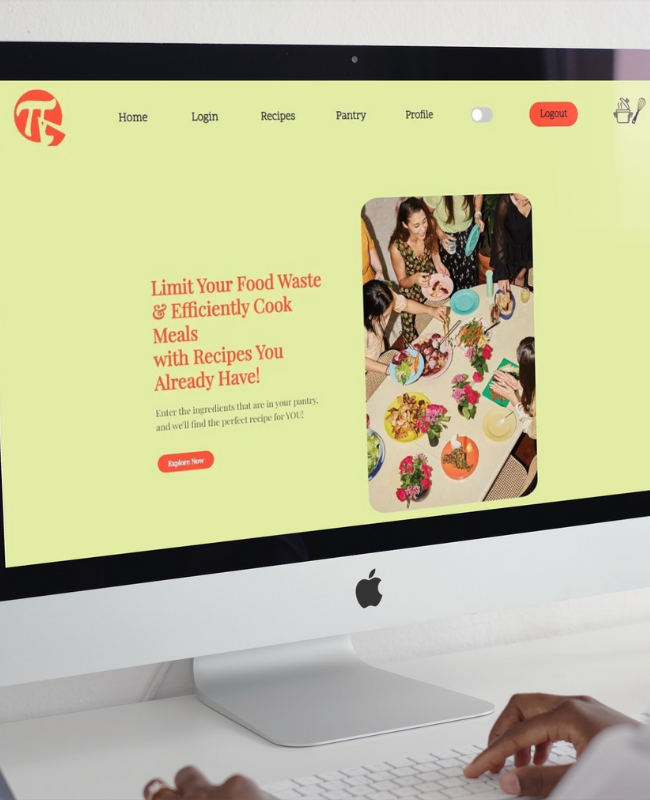 Home Login Recipes Pantry Profile Logout
Limit Your Food Waste
& Efficiently Cook
Meals
with Recipes You
Already Have!
Enter the ingredients that are in your pantry,
and we'll find the perfect recipe for YOU!
Explore Now